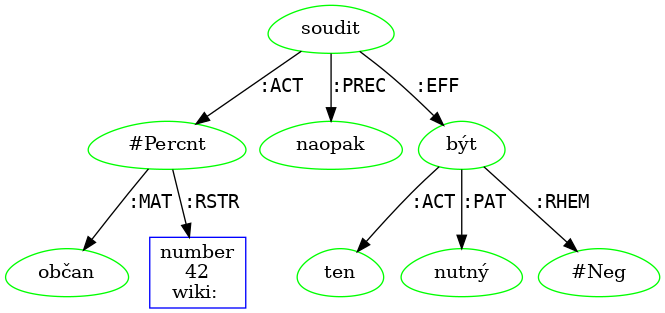 soudit
:ACT :PREC :EFF
#Percnt naopak být
:MAT :RSTR :ACT :PAT :RHEM
občan
number
42
wiki:
ten nutný #Neg